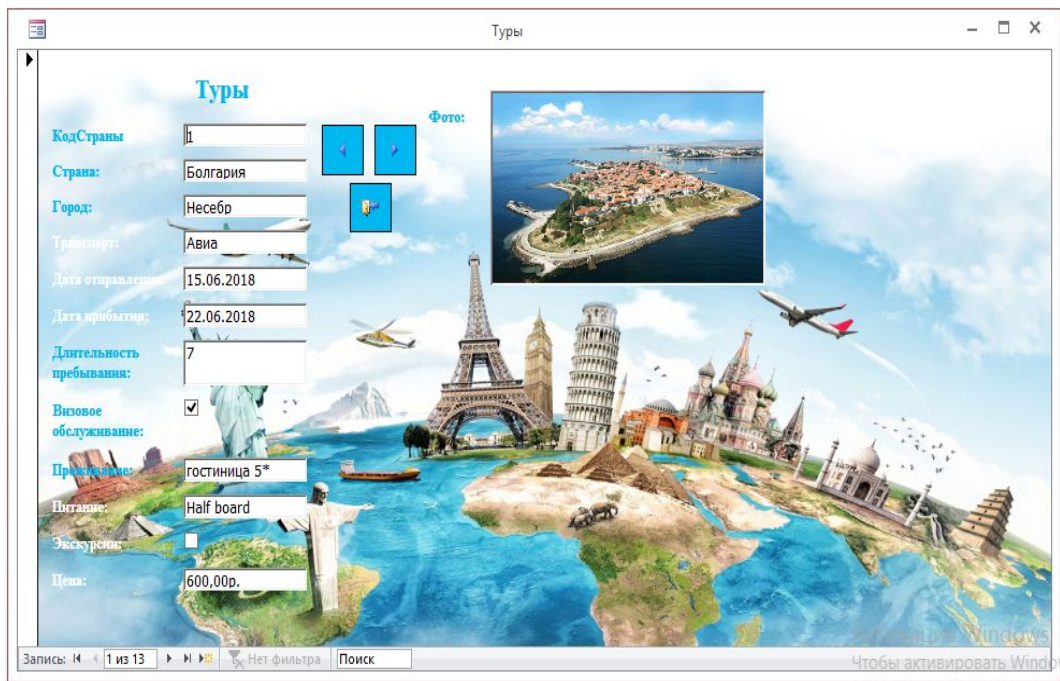 Туры
Туры
Фото:
КодСтраны 1
Страна: Болгария
Город: Несебр
Транспорт: Авиа
Дата отправления: 15.06.2018
Дата прибытия: 22.06.2018
Длительность 7
пребывания:
Визовое
обслуживание:
Проживание: гостиница 5*
Питание: Half board
Экскурсии:
Цена: 600,00р.
Активация Windows
Чтобы активировать Windo
Запись: 1 из 13 Нет фильтра Поиск